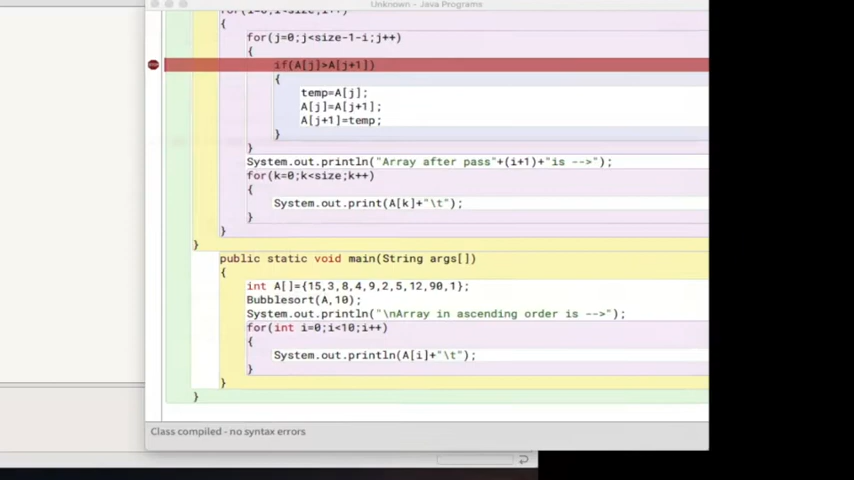 Unknown - Java Programs
for(i=0;i<size;i++)
{
for(j=0;j<size-1-i;j++)
{
if(A[j]>A[j+1])
{
temp=A[j];
A[j]=A[j+1];
A[j+1]=temp;
}
}
System.out.println("Array after pass"+(i+1)+"is -->");
for(k=0;k<size;k++)
{
System.out.print(A[k]+"\t");
}
}
}
public static void main(String args[])
{
int A[]={15,3,8,4,9,2,5,12,90,1};
Bubblesort(A,10);
System.out.println("\nArray in ascending order is -->");
for(int i=0;i<10;i++)
{
System.out.println(A[i]+"\t");
}
}
}
Class compiled - no syntax errors